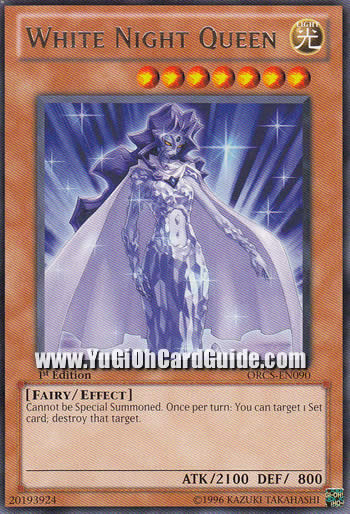 WHITE NIGHT QUEEN
LIGHT
光
www.YuGiOhCardGuide.com
1st Edition
ORCS-EN090
[FAIRY/EFFECT]
Cannot be Special Summoned. Once per turn: You can target 1 Set
card; destroy that target.
ATK/2100 DEF/ 800
20193924
©1996 KAZUKI TAKAHASHI